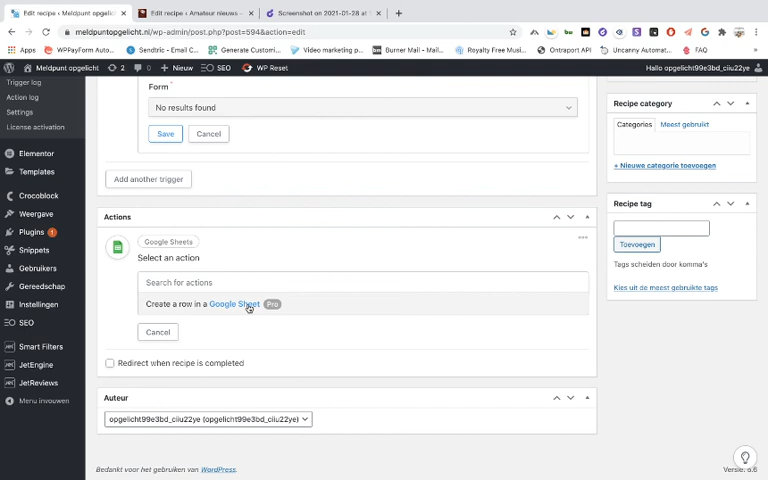 Edit recipe ‹ Meldpunt opgelich
Edit recipe ‹ Amateur nieuws –
Screenshot on 2021-01-28 at
meldpuntopgelicht.nl/wp-admin/post.php?post=594&action=edit
Apps
WPPayForm Auto...
Sendtric - Email C...
Generate Customi...
Video marketing p...
Burner Mail - Mail...
Royalty Free Musi...
Ontraport API
Uncanny Automat...
FAQ
Meldpunt opgelicht
2
0
+ Nieuw
SEO
WP Reset
Hallo opgelicht99e3bd_ciiu22ye
Trigger log
Action log
Settings
License activation
Elementor
Templates
Crocoblock
Weergave
Plugins 1
Snippets
Gebruikers
Gereedschap
Instellingen
SEO
Smart Filters
JetEngine
JetReviews
Menu invouwen
Form *
No results found
Save
Cancel
Add another trigger
Actions
Google Sheets
Select an action
Search for actions
Create a row in a Google Sheet Pro
Cancel
Redirect when recipe is completed
Auteur
opgelicht99e3bd_ciiu22ye (opgelicht99e3bd_ciiu22ye)
Recipe category
Categories
Meest gebruikt
+ Nieuwe categorie toevoegen
Recipe tag
Toevoegen
Tags scheiden door komma's
Kies uit de meest gebruikte tags
Bedankt voor het gebruiken van WordPress.